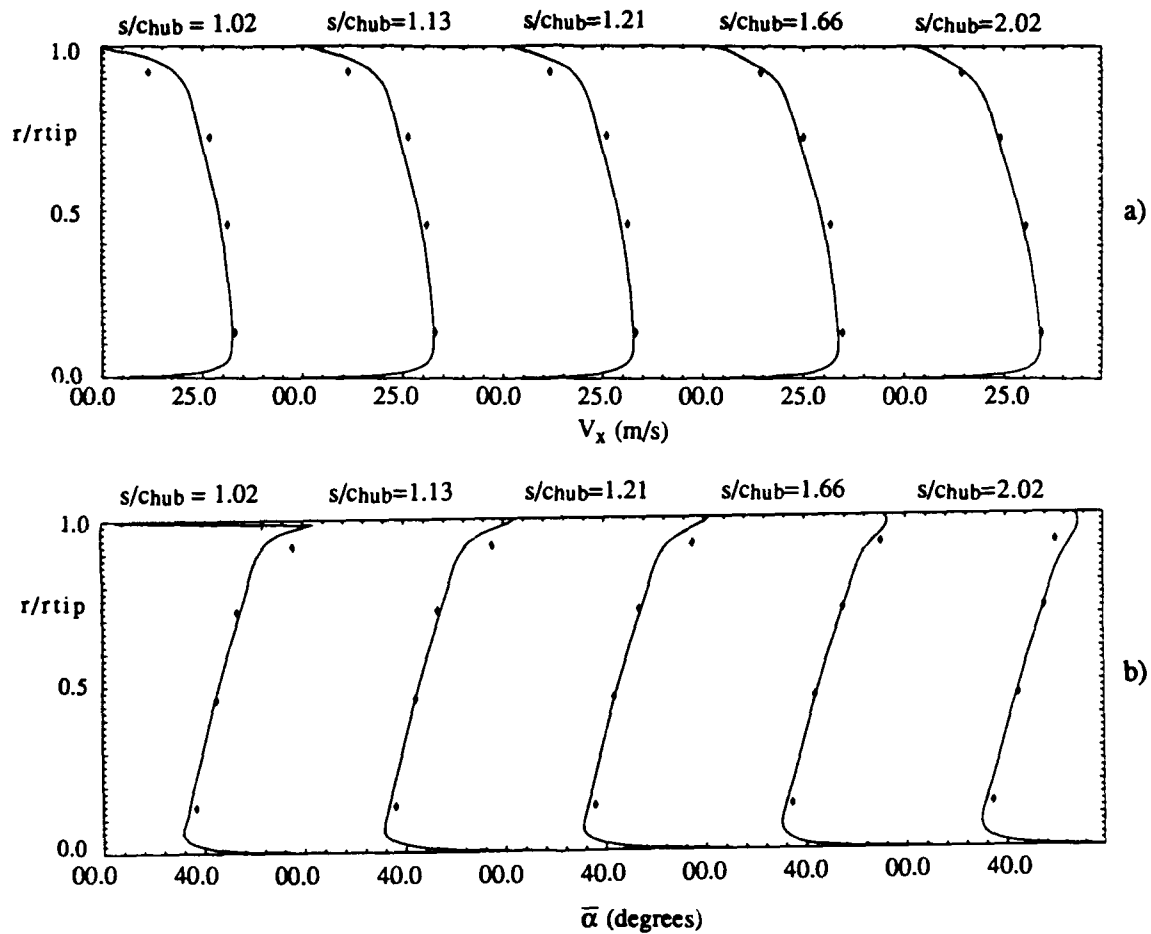 s/chub = 1.02 s/chub=1.13 s/chub=1.21 s/chub=1.66 s/chub=2.02
1.0
r/rtip
0.5
a)
0.0
00.0 25.0 00.0 25.0 00.0 25.0 00.0 25.0 00.0 25.0
Vx (m/s)
s/chub = 1.02 s/chub=1.13 s/chub=1.21 s/chub=1.66 s/chub=2.02
1.0
r/rtip
0.5
b)
0.0
00.0 40.0 00.0 40.0 00.0 40.0 00.0 40.0 00.0 40.0
ᾱ (degrees)